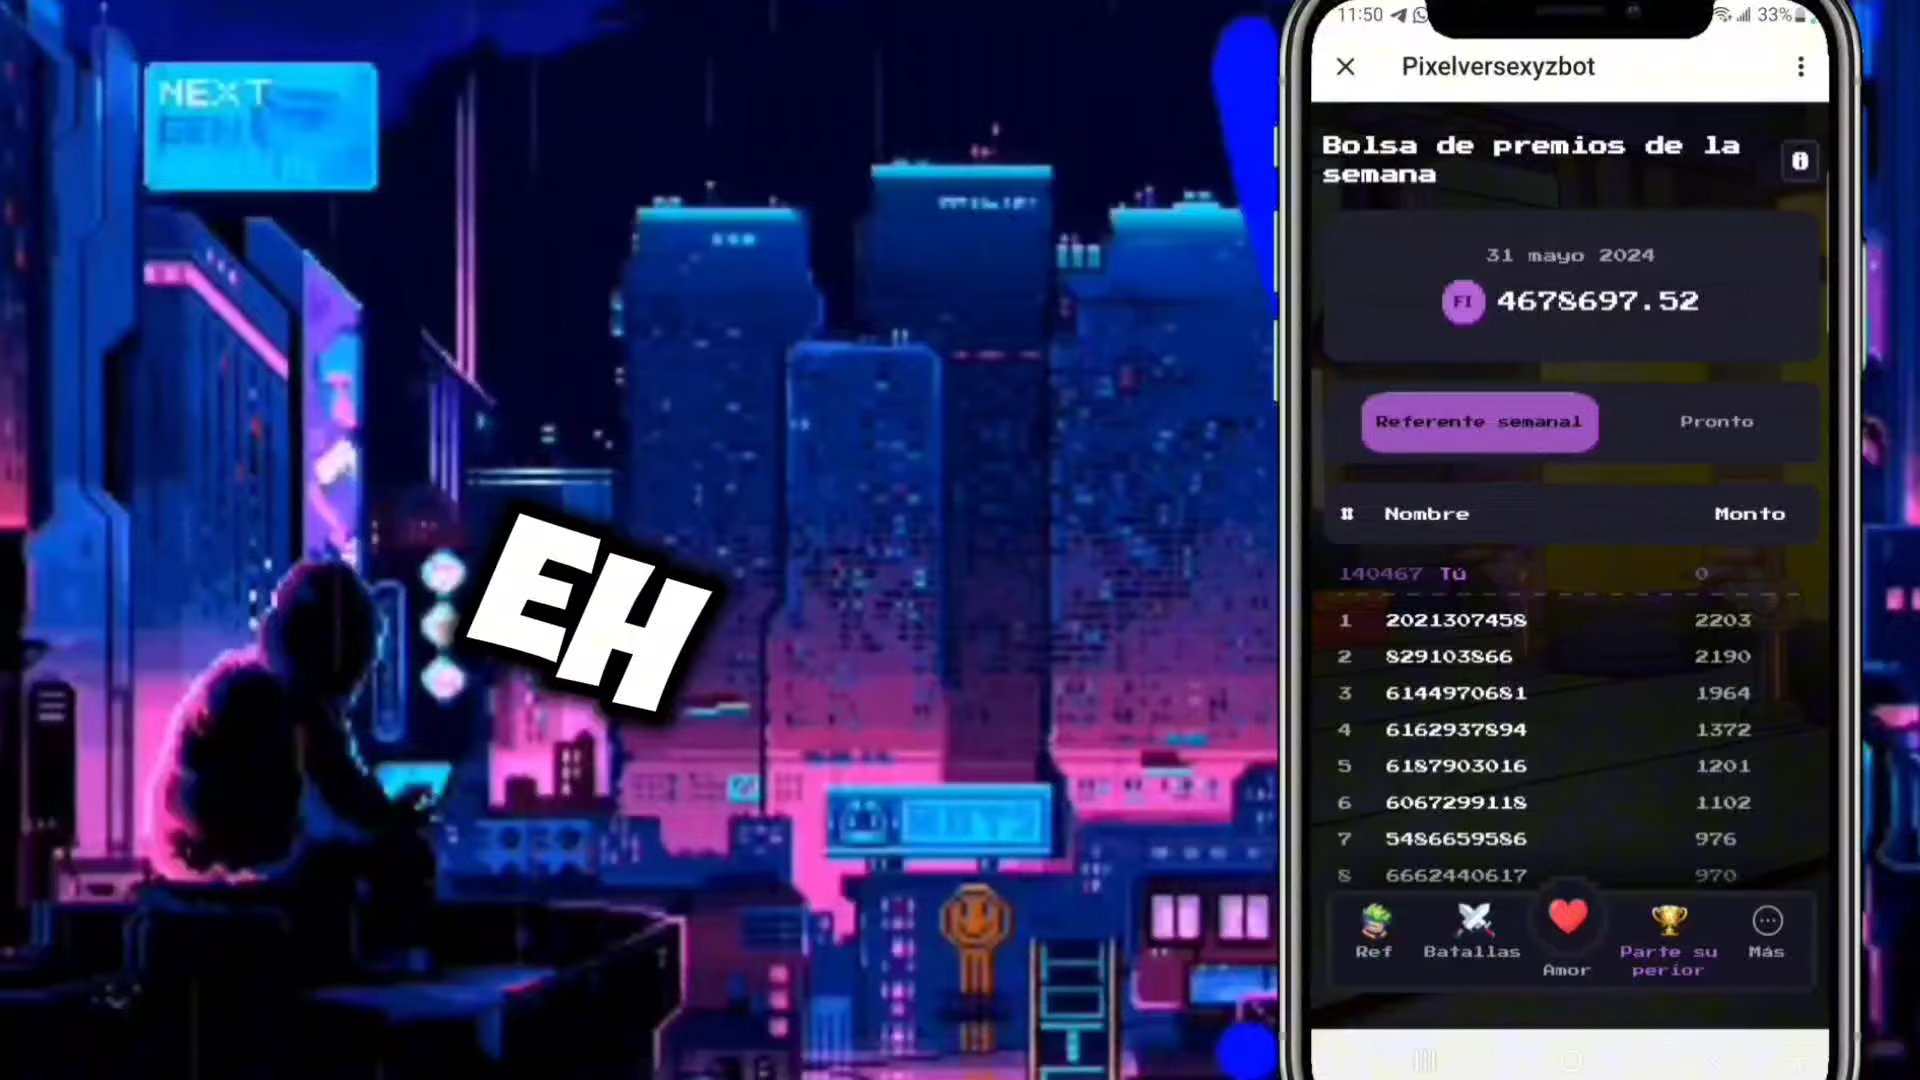 NEXT
EH
11:50
33%
Pixelversexyzbot
Bolsa de premios de la
semana
31 mayo 2024
FI 4678697.52
Referente semanal
Pronto
# Nombre Monto
140467 Tú 0
1 2021307458 2203
2 829103866 2190
3 6144970681 1964
4 6162937894 1372
5 6187903016 1201
6 6067299118 1102
7 5486659586 976
8 6662440617 970
Ref
Batallas
Amor
Parte su
perior
Más